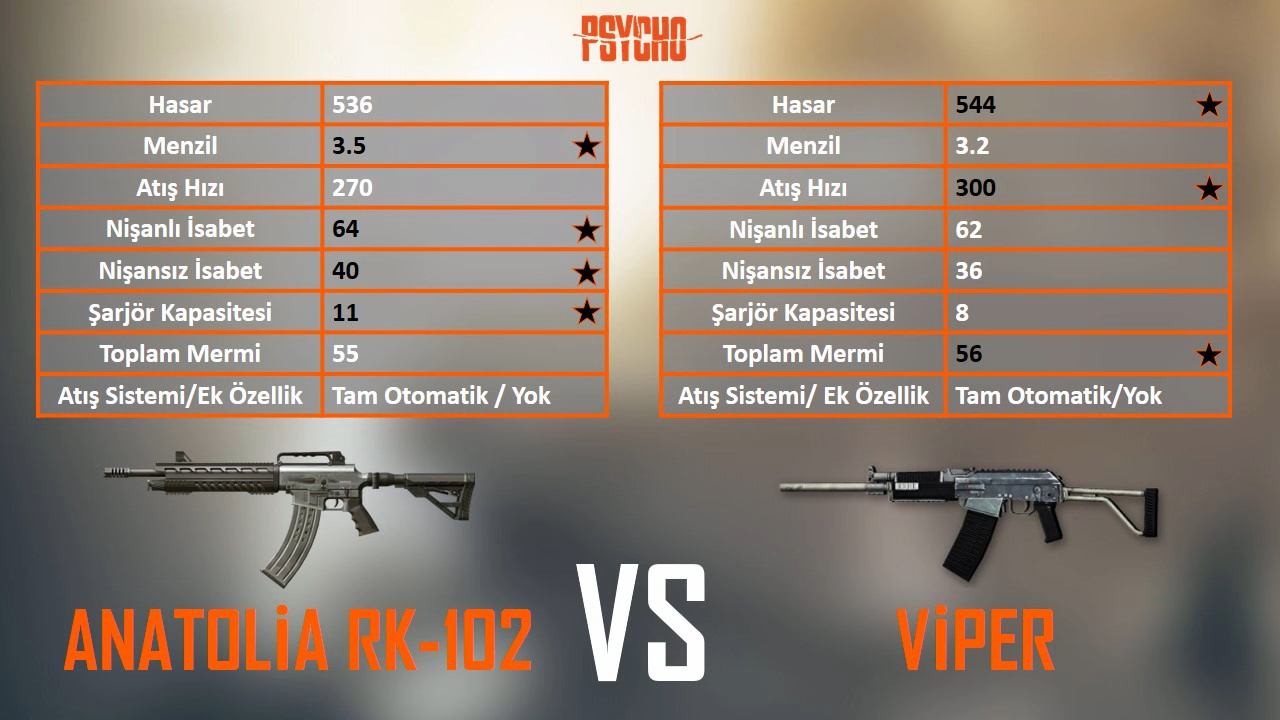 PSYCHO
Hasar 536
Menzil 3.5
Atış Hızı 270
Nişanlı İsabet 64
Nişansız İsabet 40
Şarjör Kapasitesi 11
Toplam Mermi 55
Atış Sistemi/Ek Özellik Tam Otomatik / Yok
Hasar 544
Menzil 3.2
Atış Hızı 300
Nişanlı İsabet 62
Nişansız İsabet 36
Şarjör Kapasitesi 8
Toplam Mermi 56
Atış Sistemi/ Ek Özellik Tam Otomatik/Yok
ANATOLiA RK-102
VS
ViPER